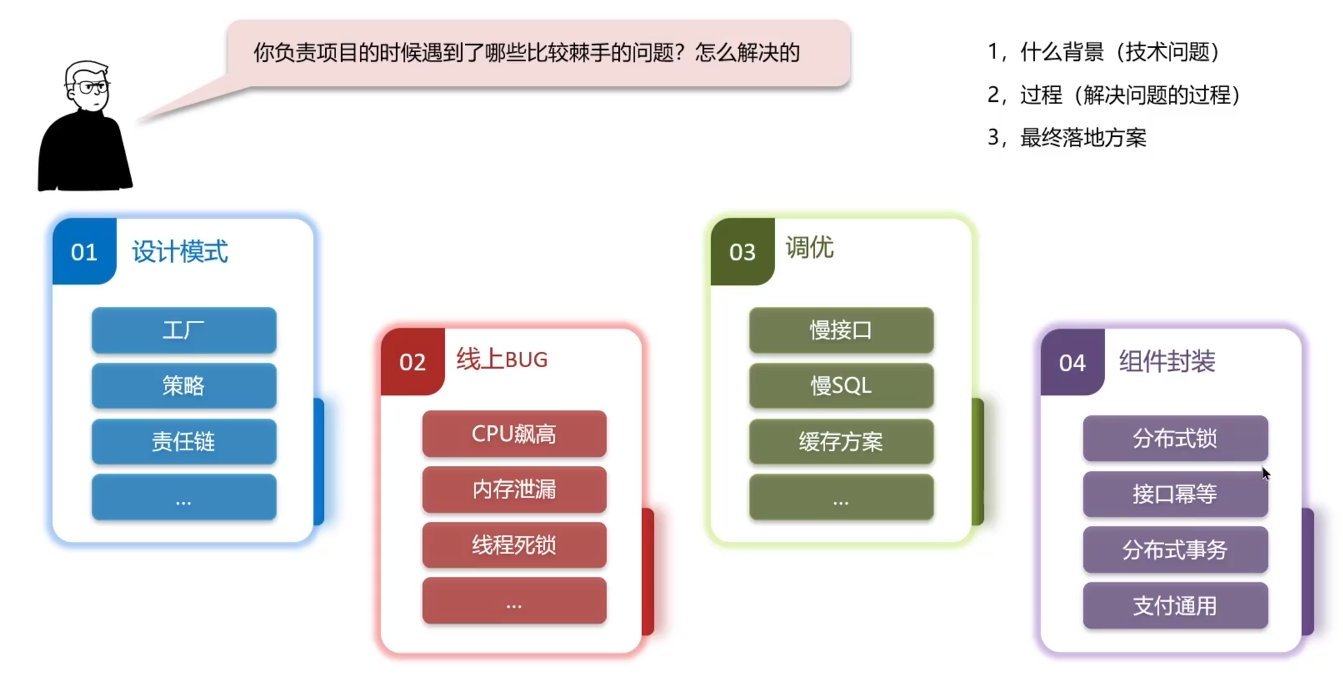 你负责项目的时候遇到了哪些比较棘手的问题？怎么解决的
1，什么背景（技术问题）
2，过程（解决问题的过程）
3，最终落地方案
01 设计模式
工厂
策略
责任链
...
02 线上BUG
CPU飙高
内存泄漏
线程死锁
...
03 调优
慢接口
慢SQL
缓存方案
...
04 组件封装
分布式锁
接口幂等
分布式事务
支付通用